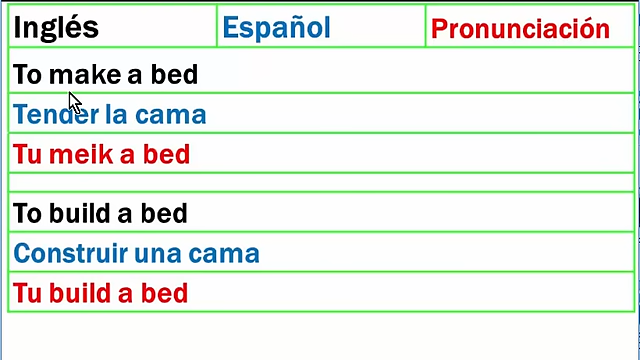 Inglés Español Pronunciación
To make a bed
Tender la cama
Tu meik a bed
To build a bed
Construir una cama
Tu build a bed